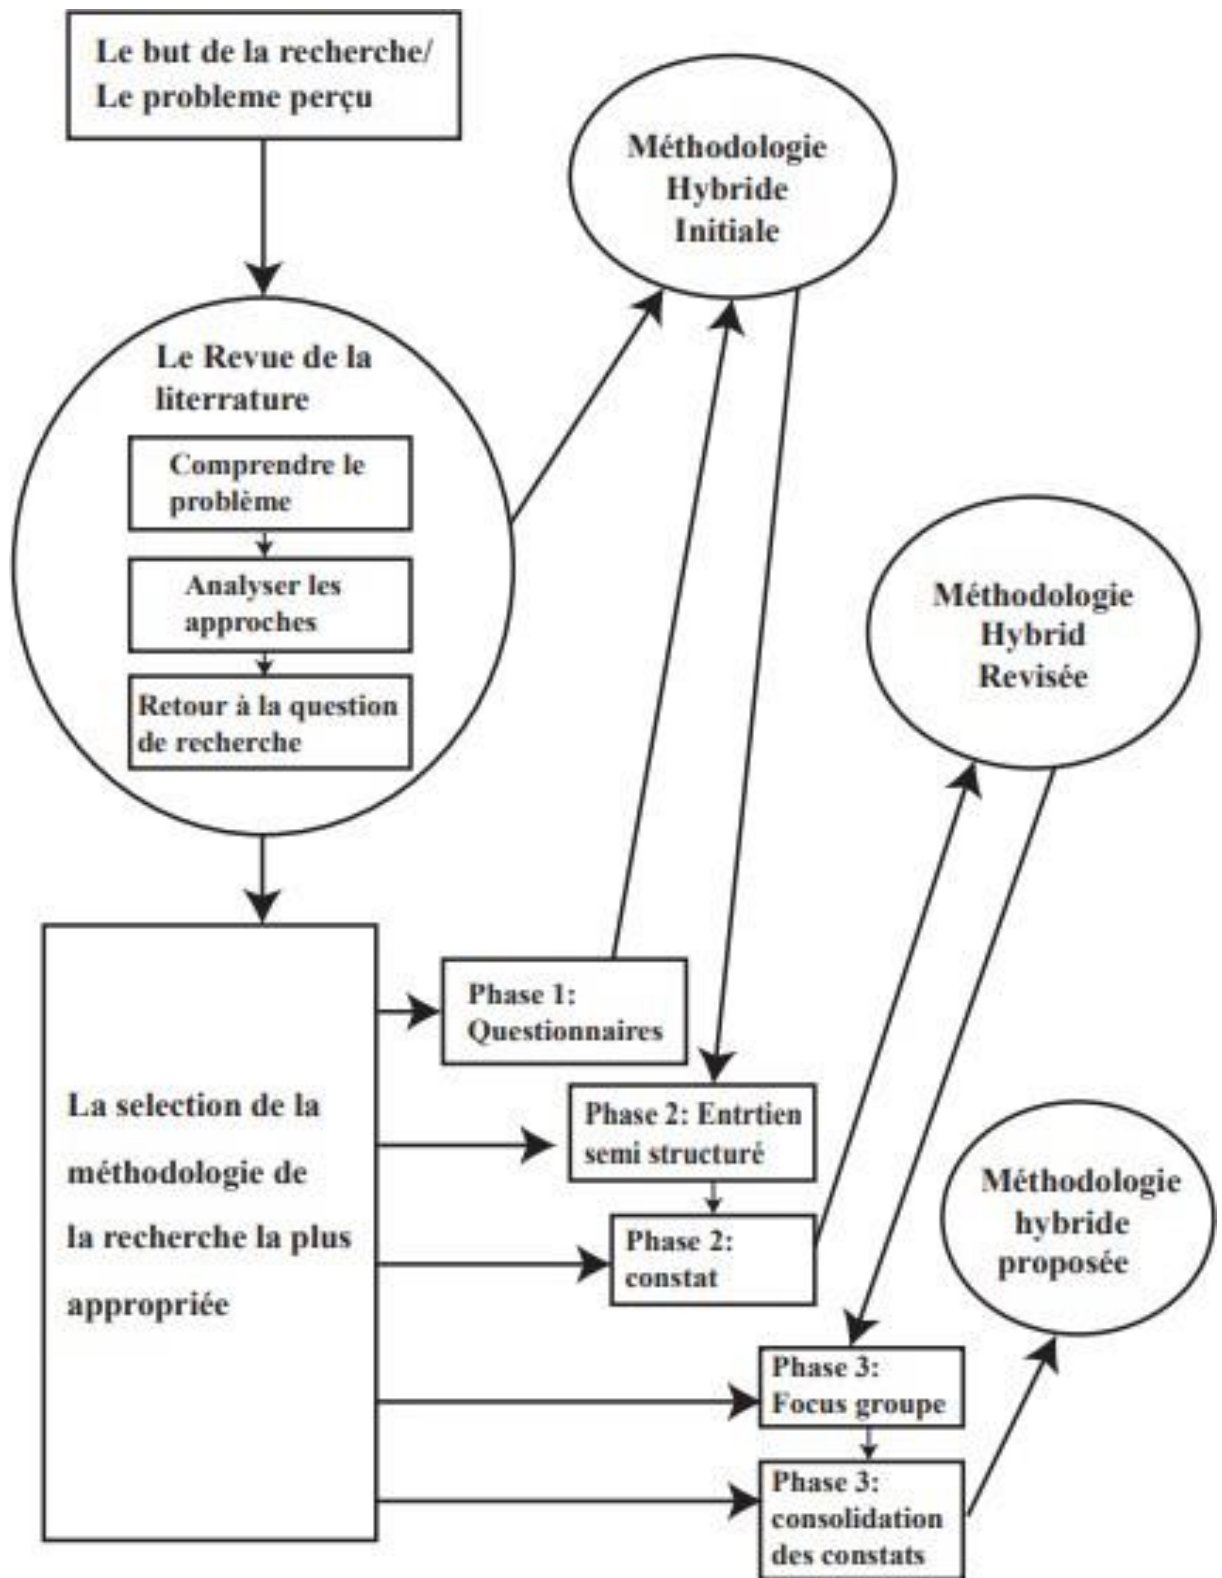 Le but de la recherche/
Le probleme perçu
Méthodologie
Hybride
Initiale
Le Revue de la
literrature
Comprendre le
problème
Analyser les
approches
Retour à la question
de recherche
Méthodologie
Hybrid
Revisée
La selection de la
méthodologie de
la recherche la plus
appropriée
Phase 1:
Questionnaires
Phase 2: Entrtien
semi structuré
Phase 2:
constat
Méthodologie
hybride
proposée
Phase 3:
Focus groupe
Phase 3:
consolidation
des constats